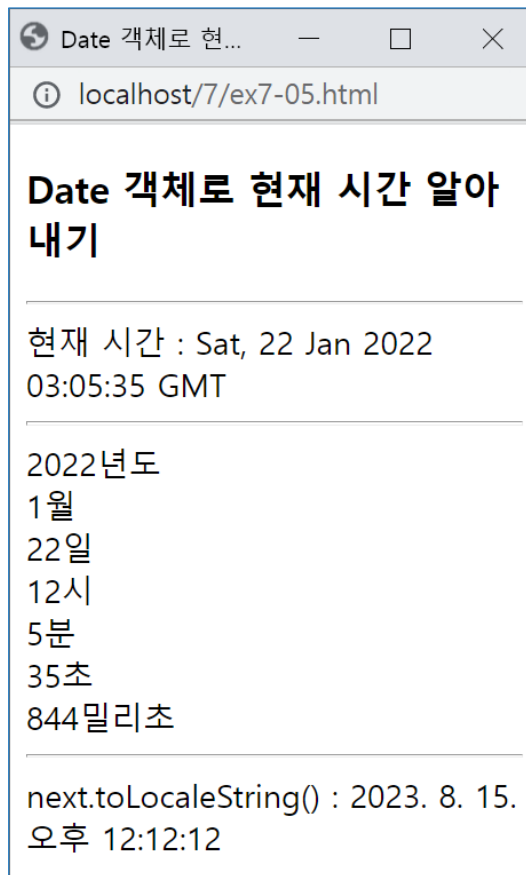 Date 객체로 현...
localhost/7/ex7-05.html
Date 객체로 현재 시간 알아
내기
현재 시간 : Sat, 22 Jan 2022
03:05:35 GMT
2022년도
1월
22일
12시
5분
35초
844밀리초
next.toLocaleString() : 2023. 8. 15.
오후 12:12:12